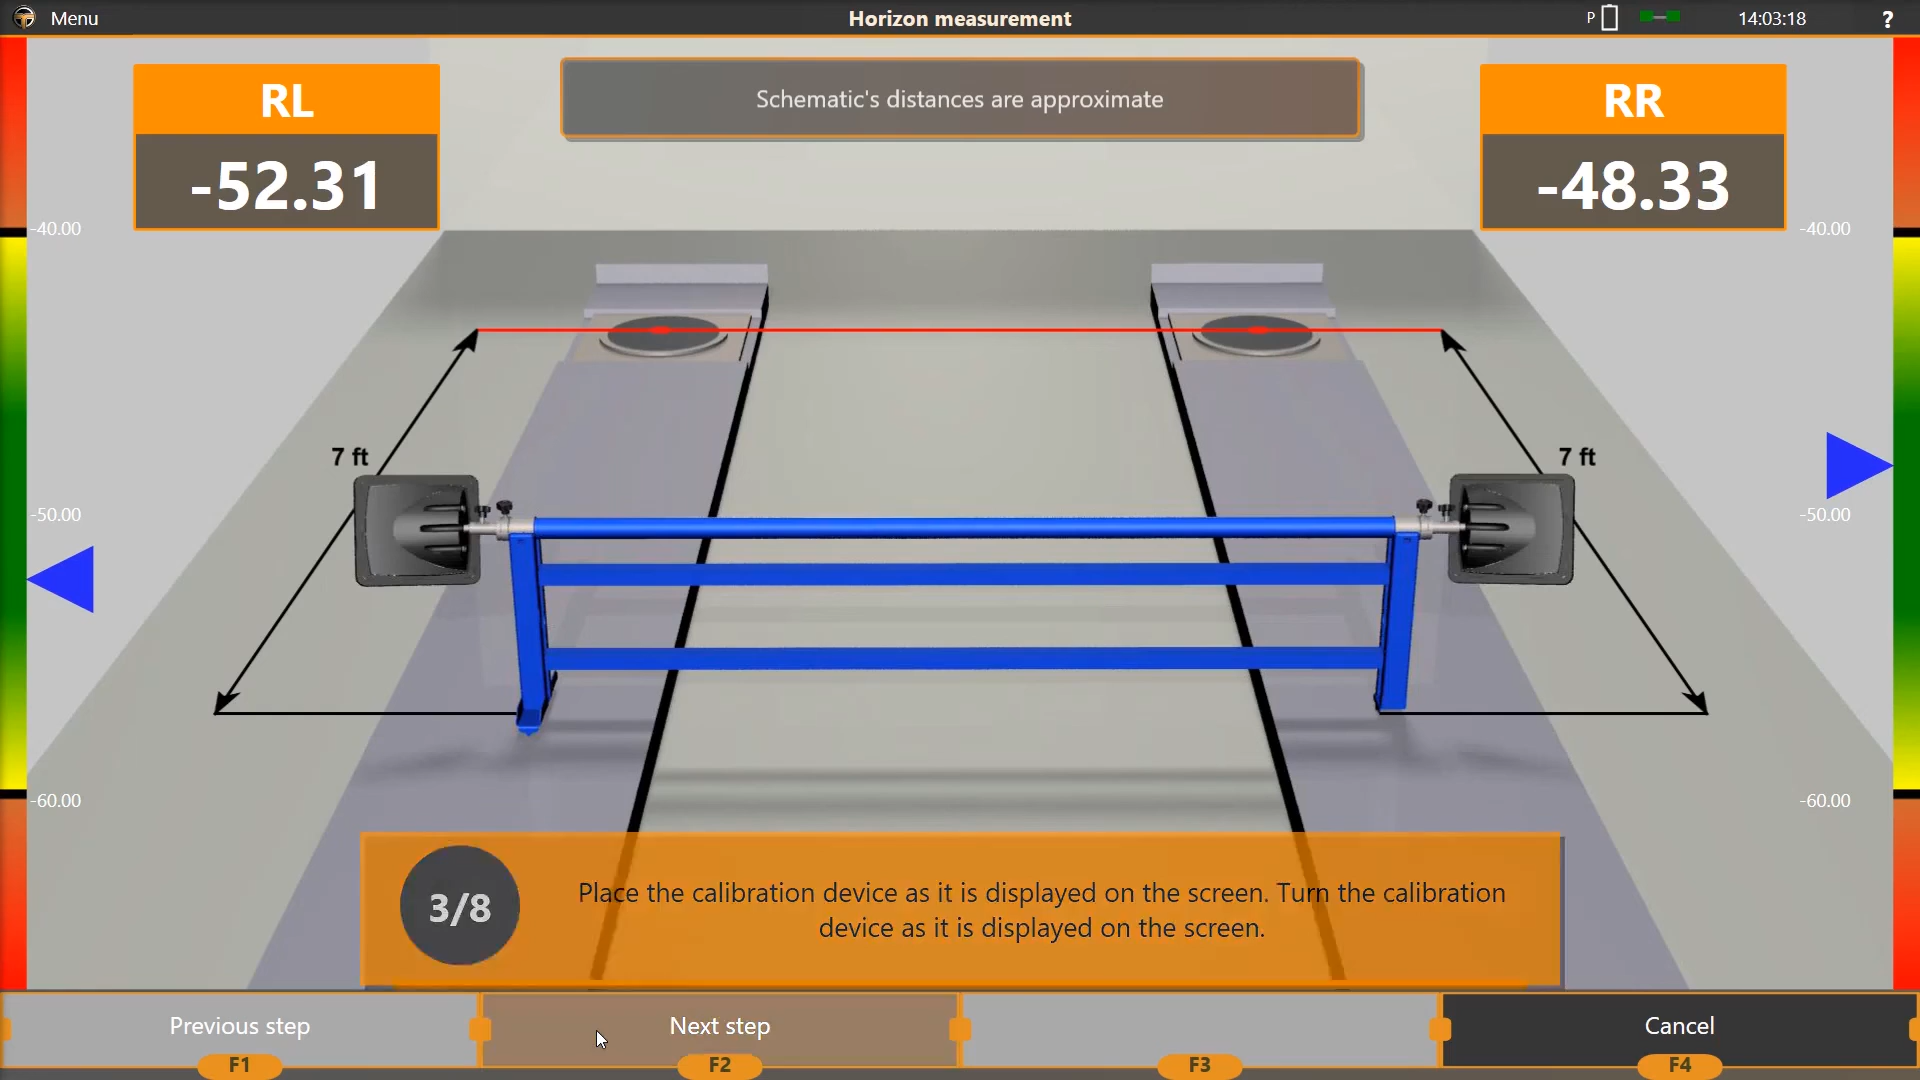 Menu
Horizon measurement
P
14:03:18
?
RL
-52.31
Schematic's distances are approximate
RR
-48.33
-40.00
-40.00
7 ft
7 ft
-50.00
-50.00
-60.00
-60.00
3/8
Place the calibration device as it is displayed on the screen. Turn the calibration
device as it is displayed on the screen.
Previous step
Next step
Cancel
F1
F2
F3
F4